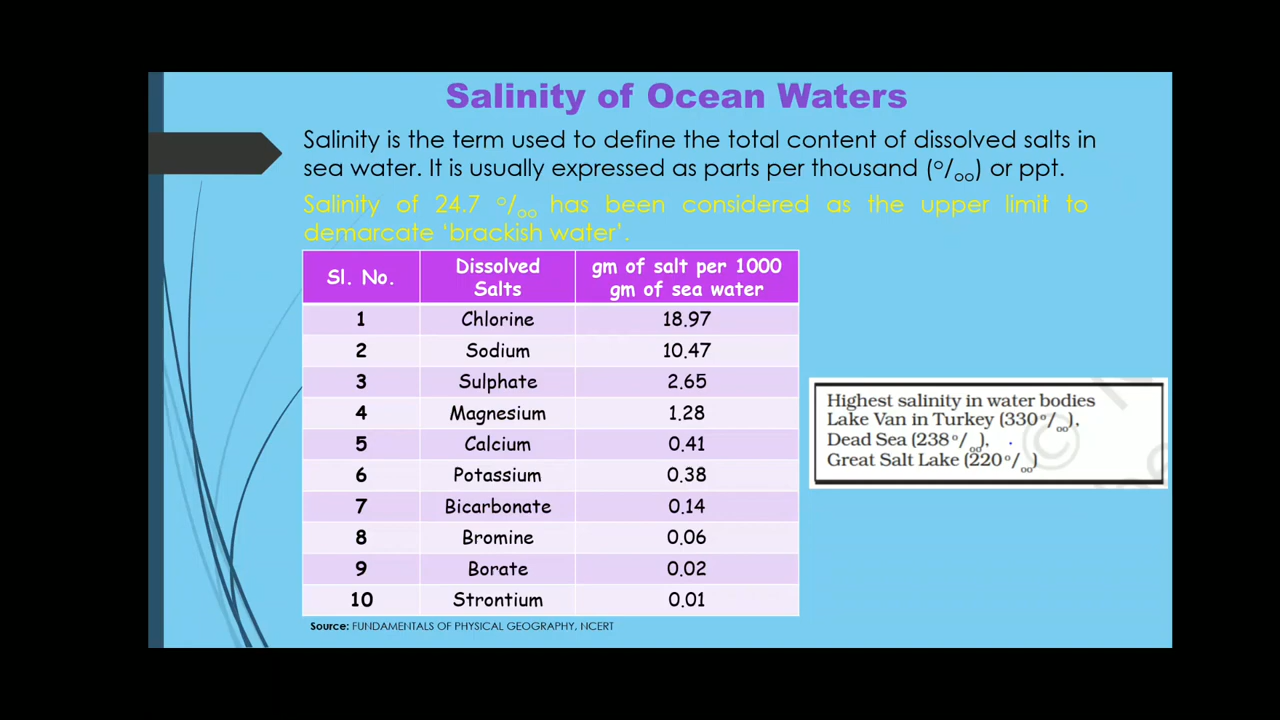 Salinity of Ocean Waters
Salinity is the term used to define the total content of dissolved salts in
sea water. It is usually expressed as parts per thousand (o/oo) or ppt.
Salinity of 24.7 o/oo has been considered as the upper limit to
demarcate ‘brackish water’.
Sl. No. Dissolved Salts gm of salt per 1000 gm of sea water
1 Chlorine 18.97
2 Sodium 10.47
3 Sulphate 2.65
4 Magnesium 1.28
5 Calcium 0.41
6 Potassium 0.38
7 Bicarbonate 0.14
8 Bromine 0.06
9 Borate 0.02
10 Strontium 0.01
Highest salinity in water bodies
Lake Van in Turkey (330o/oo),
Dead Sea (238o/oo),
Great Salt Lake (220o/oo)
Source: FUNDAMENTALS OF PHYSICAL GEOGRAPHY, NCERT